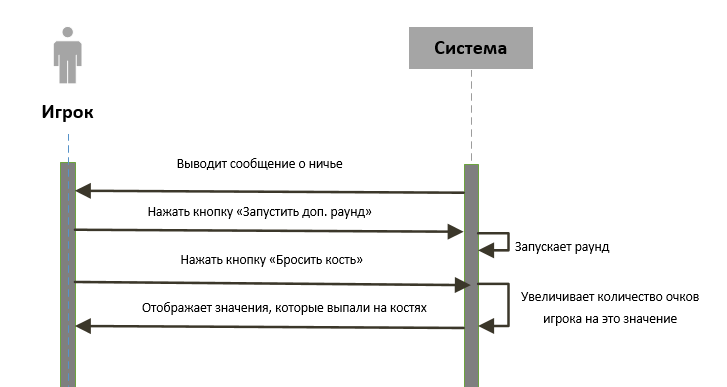 Система
Игрок
Выводит сообщение о ничье
Нажать кнопку «Запустить доп. раунд»
Запускает раунд
Нажать кнопку «Бросить кость»
Отображает значения, которые выпали на костях
Увеличивает количество очков
игрока на это значение